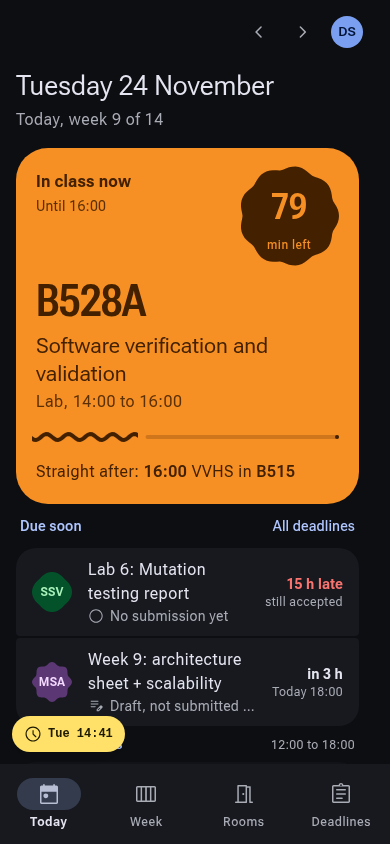 DS
Tuesday 24 November
Today, week 9 of 14
In class now
Until 16:00
79
min left
B528A
Software verification and
validation
Lab, 14:00 to 16:00
Straight after: 16:00 VVHS in B515
Due soon
All deadlines
SSV
Lab 6: Mutation
testing report
No submission yet
15 h late
still accepted
MSA
Week 9: architecture
sheet + scalability
Draft, not submitted ...
in 3 h
Today 18:00
Tue 14:41
12:00 to 18:00
Today
Week
Rooms
Deadlines